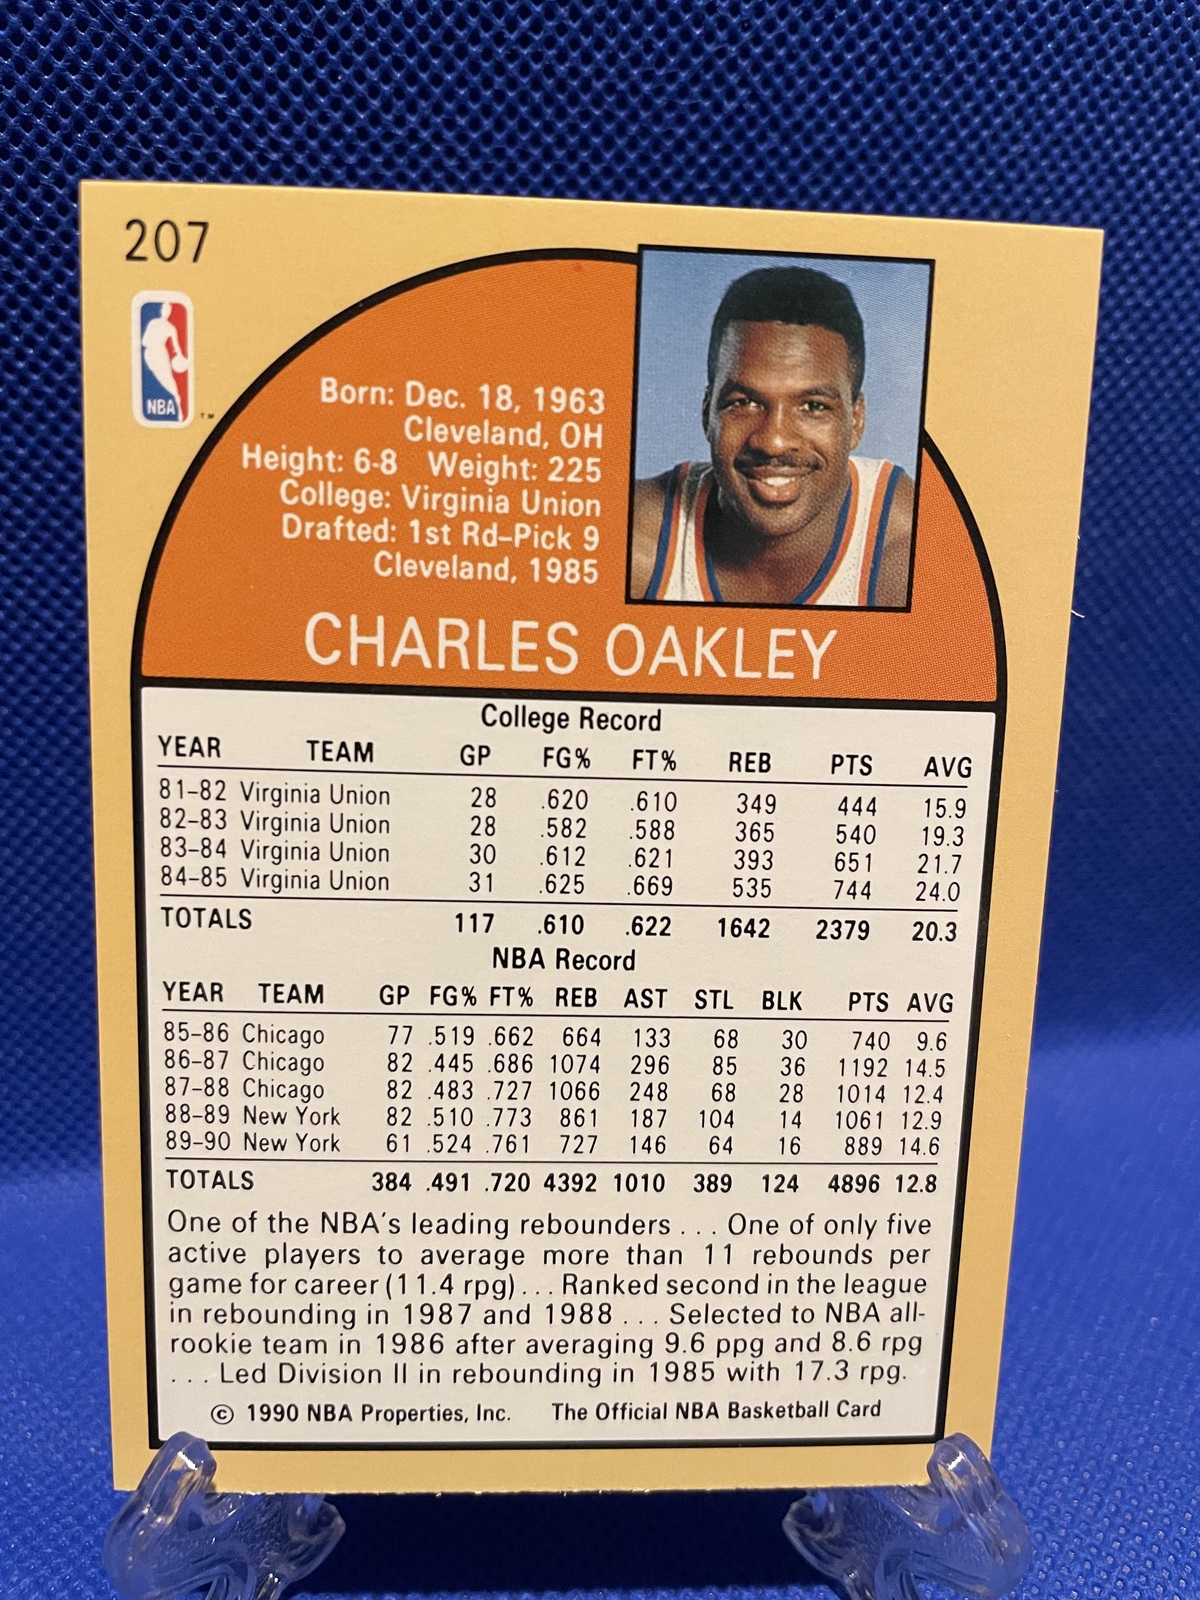 207
NBA
™
Born: Dec. 18, 1963
Cleveland, OH
Height: 6-8 Weight: 225
College: Virginia Union
Drafted: 1st Rd-Pick 9
Cleveland, 1985
CHARLES OAKLEY
College Record
YEAR TEAM GP FG% FT% REB PTS AVG
81-82 Virginia Union 28 .620 .610 349 444 15.9
82-83 Virginia Union 28 .582 .588 365 540 19.3
83-84 Virginia Union 30 .612 .621 393 651 21.7
84-85 Virginia Union 31 .625 .669 535 744 24.0
TOTALS 117 .610 .622 1642 2379 20.3
NBA Record
YEAR TEAM GP FG% FT% REB AST STL BLK PTS AVG
85-86 Chicago 77 .519 .662 664 133 68 30 740 9.6
86-87 Chicago 82 .445 .686 1074 296 85 36 1192 14.5
87-88 Chicago 82 .483 .727 1066 248 68 28 1014 12.4
88-89 New York 82 .510 .773 861 187 104 14 1061 12.9
89-90 New York 61 .524 .761 727 146 64 16 889 14.6
TOTALS 384 .491 .720 4392 1010 389 124 4896 12.8
One of the NBA's leading rebounders . . . One of only five
active players to average more than 11 rebounds per
game for career (11.4 rpg) . . . Ranked second in the league
in rebounding in 1987 and 1988 . . . Selected to NBA all-
rookie team in 1986 after averaging 9.6 ppg and 8.6 rpg
. . . Led Division II in rebounding in 1985 with 17.3 rpg.
© 1990 NBA Properties, Inc. The Official NBA Basketball Card